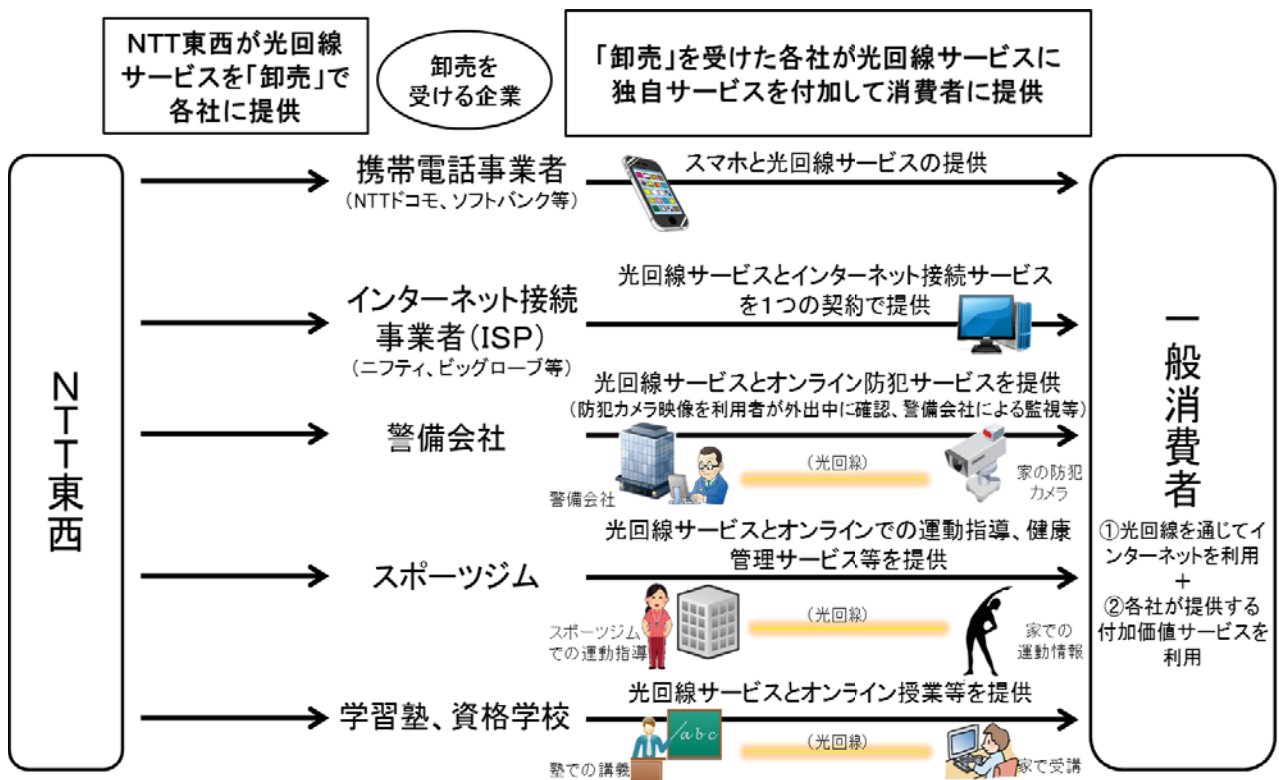 NTT東西が光回線
サービスを「卸売」で
各社に提供
卸売を
受ける企業
「卸売」を受けた各社が光回線サービスに
独自サービスを付加して消費者に提供
NTT東西
携帯電話事業者
(NTTドコモ、ソフトバンク等)
スマホと光回線サービスの提供
インターネット接続
事業者(ISP)
(ニフティ、ビッグローブ等)
光回線サービスとインターネット接続サービス
を1つの契約で提供
警備会社
光回線サービスとオンライン防犯サービスを提供
(防犯カメラ映像を利用者が外出中に確認、警備会社による監視等)
警備会社
(光回線)
家の防犯
カメラ
スポーツジム
光回線サービスとオンラインでの運動指導、健康
管理サービス等を提供
スポーツジム
での運動指導
(光回線)
家での
運動情報
学習塾、資格学校
光回線サービスとオンライン授業等を提供
abc
塾での講義
(光回線)
家で受講
一般消費者
①光回線を通じてイ
ンターネットを利用
+
②各社が提供する
付加価値サービスを
利用